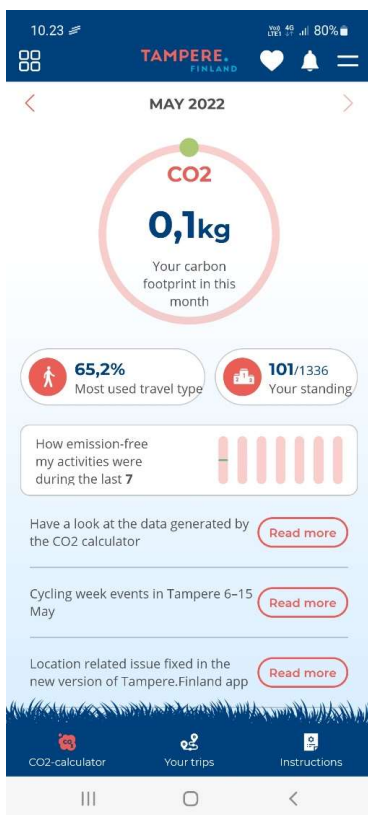 10.23
Vo)) 4G
LTE1
80%
TAMPERE.
FINLAND
MAY 2022
CO2
0,1kg
Your carbon
footprint in this
month
65,2%
Most used travel type
101/1336
Your standing
How emission-free
my activities were
during the last 7
Have a look at the data generated by
the CO2 calculator
Read more
Cycling week events in Tampere 6–15
May
Read more
Location related issue fixed in the
new version of Tampere.Finland app
Read more
CO2-calculator
Your trips
Instructions